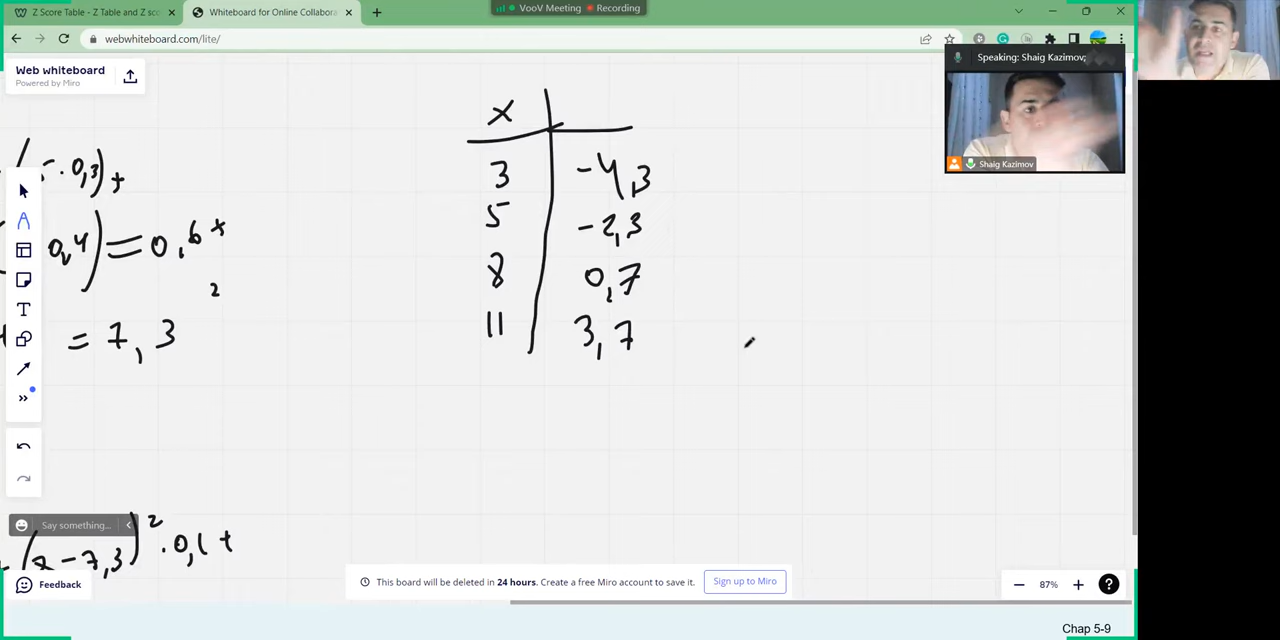 Z Score Table - Z Table and Z sco
Whiteboard for Online Collabora
VooV Meeting
Recording
webwhiteboard.com/lite/
Web whiteboard
Powered by Miro
Speaking: Shaig Kazimov;
Shaig Kazimov
· 0,3) +
0,4) = 0,6 +
2
= 7,3
x
3 -4,3
5 -2,3
8 0,7
11 3,7
Say something...
- 7,3)² · 0,1 +
Feedback
This board will be deleted in 24 hours. Create a free Miro account to save it.
Sign up to Miro
87%
Chap 5-9